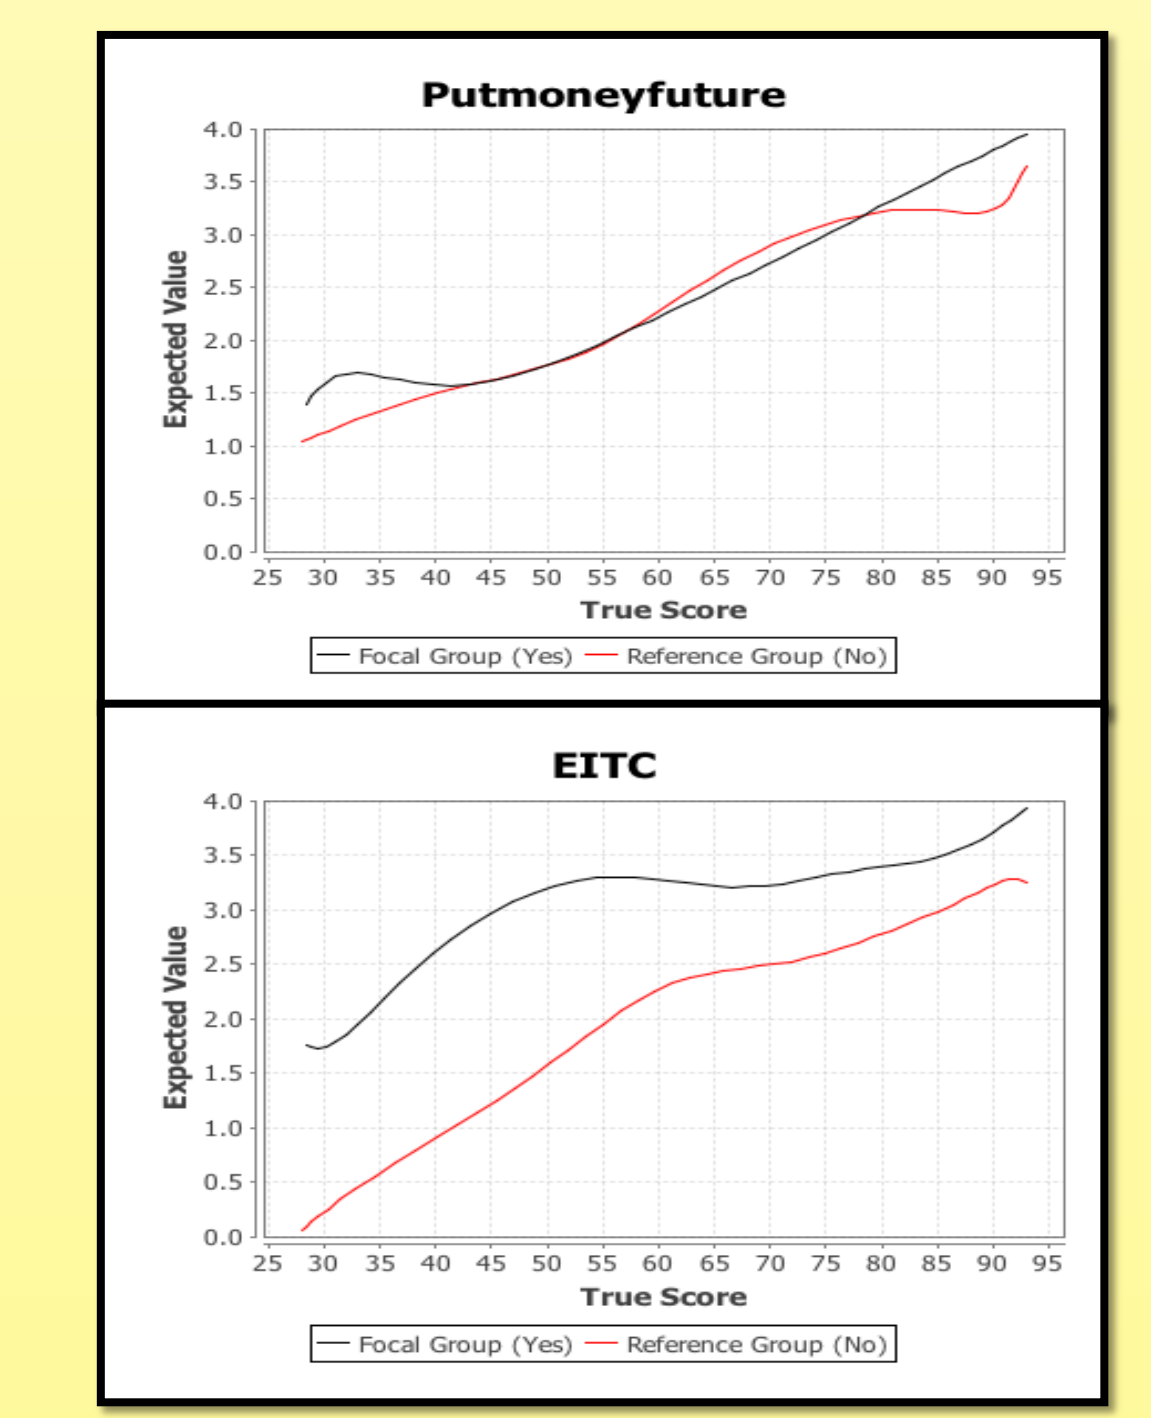 Putmoneyfuture
4.0
3.5
3.0
2.5
2.0
1.5
1.0
0.5
0.0
Expected Value
25 30 35 40 45 50 55 60 65 70 75 80 85 90 95
True Score
Focal Group (Yes) Reference Group (No)
EITC
4.0
3.5
3.0
2.5
2.0
1.5
1.0
0.5
0.0
Expected Value
25 30 35 40 45 50 55 60 65 70 75 80 85 90 95
True Score
Focal Group (Yes) Reference Group (No)